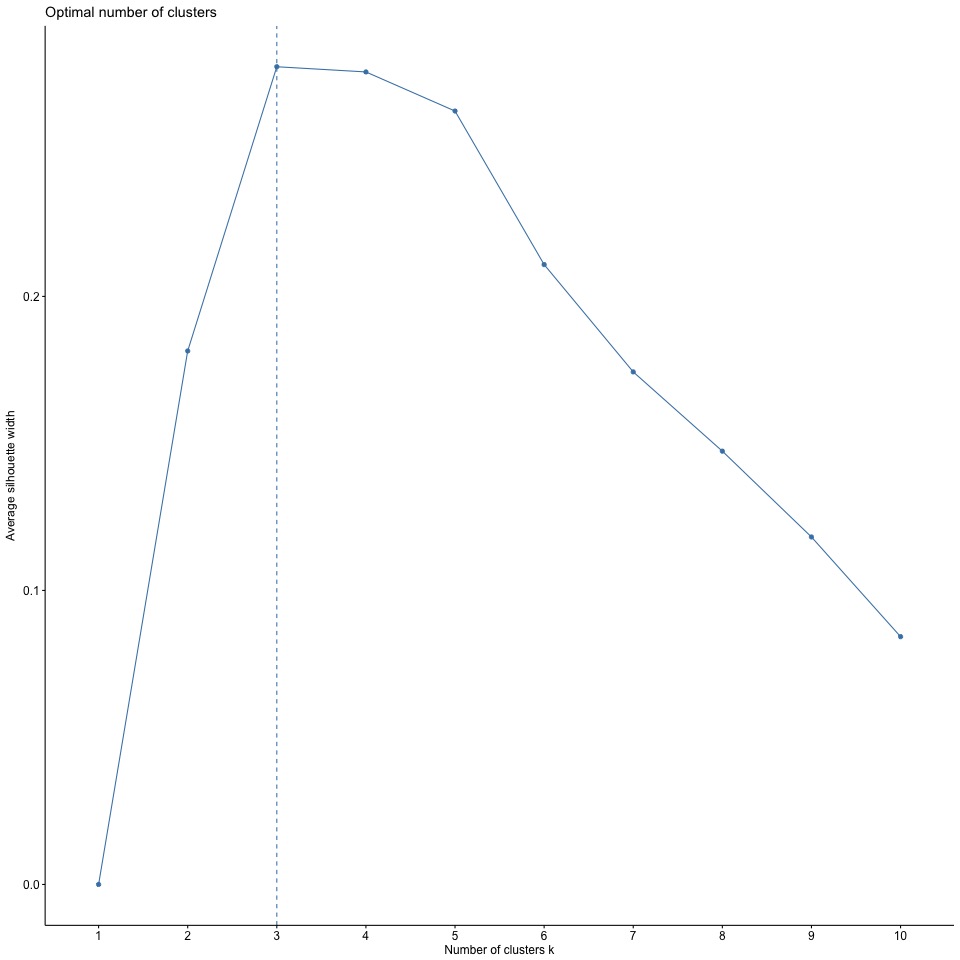 Optimal number of clusters
Average silhouette width
0.2
0.1
0.0
1 2 3 4 5 6 7 8 9 10
Number of clusters k